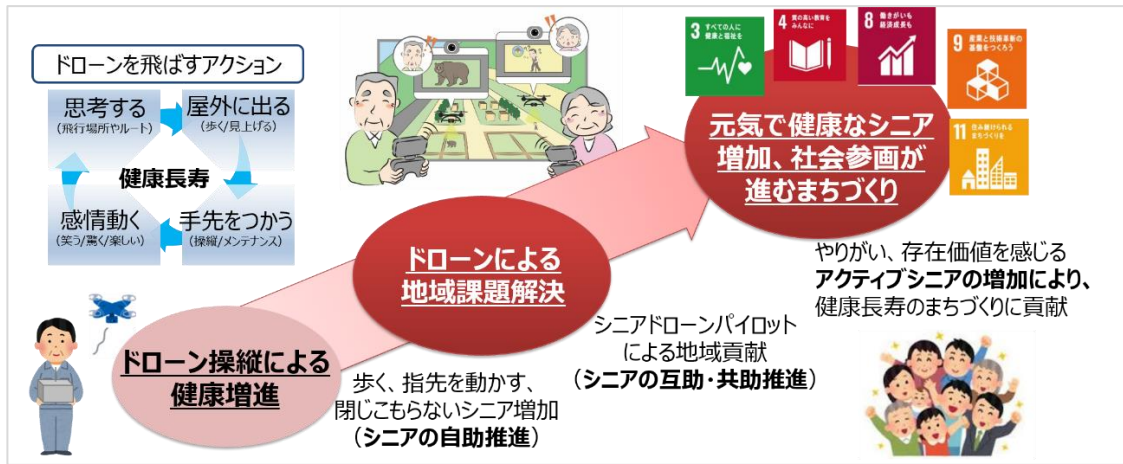 ドローンを飛ばすアクション
思考する
(飛行場所やルート)
屋外に出る
(歩く/見上げる)
健康長寿
感情動く
(笑う/驚く/楽しい)
手先をつかう
(操縦/メンテナンス)
ドローン操縦による
健康増進
歩く、指先を動かす、
閉じこもらないシニア増加
(シニアの自助推進)
ドローンによる
地域課題解決
シニアドローンパイロット
による地域貢献
(シニアの互助・共助推進)
3 すべての人に
健康と福祉を
4 質の高い教育を
みんなに
8 働きがいも
経済成長も
9 産業と技術革新の
基盤をつくろう
11 住み続けられる
まちづくりを
元気で健康なシニア
増加、社会参画が
進むまちづくり
やりがい、存在価値を感じる
アクティブシニアの増加により、
健康長寿のまちづくりに貢献